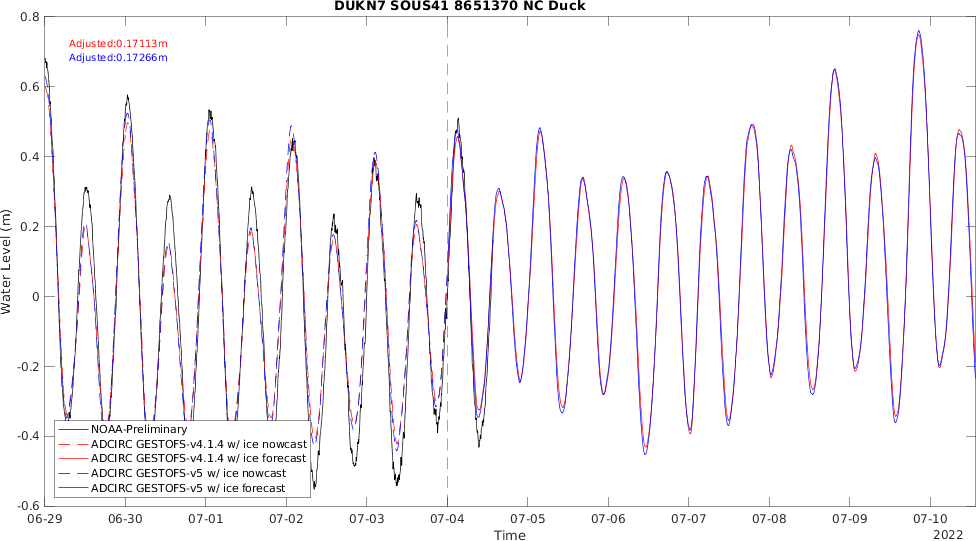 DUKN7 SOUS41 8651370 NC Duck
Adjusted:0.17113m
Adjusted:0.17266m
Water Level (m)
0.8
0.6
0.4
0.2
0
-0.2
-0.4
-0.6
NOAA-Preliminary
ADCIRC GESTOFS-v4.1.4 w/ ice nowcast
ADCIRC GESTOFS-v4.1.4 w/ ice forecast
ADCIRC GESTOFS-v5 w/ ice nowcast
ADCIRC GESTOFS-v5 w/ ice forecast
06-29 06-30 07-01 07-02 07-03 07-04 07-05 07-06 07-07 07-08 07-09 07-10
Time
2022